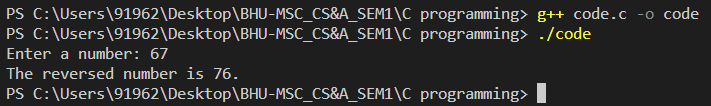 PS C:\Users\91962\Desktop\BHU-MSC_CS&A_SEM1\C programming> g++ code.c -o code
PS C:\Users\91962\Desktop\BHU-MSC_CS&A_SEM1\C programming> ./code
Enter a number: 67
The reversed number is 76.
PS C:\Users\91962\Desktop\BHU-MSC_CS&A_SEM1\C programming>